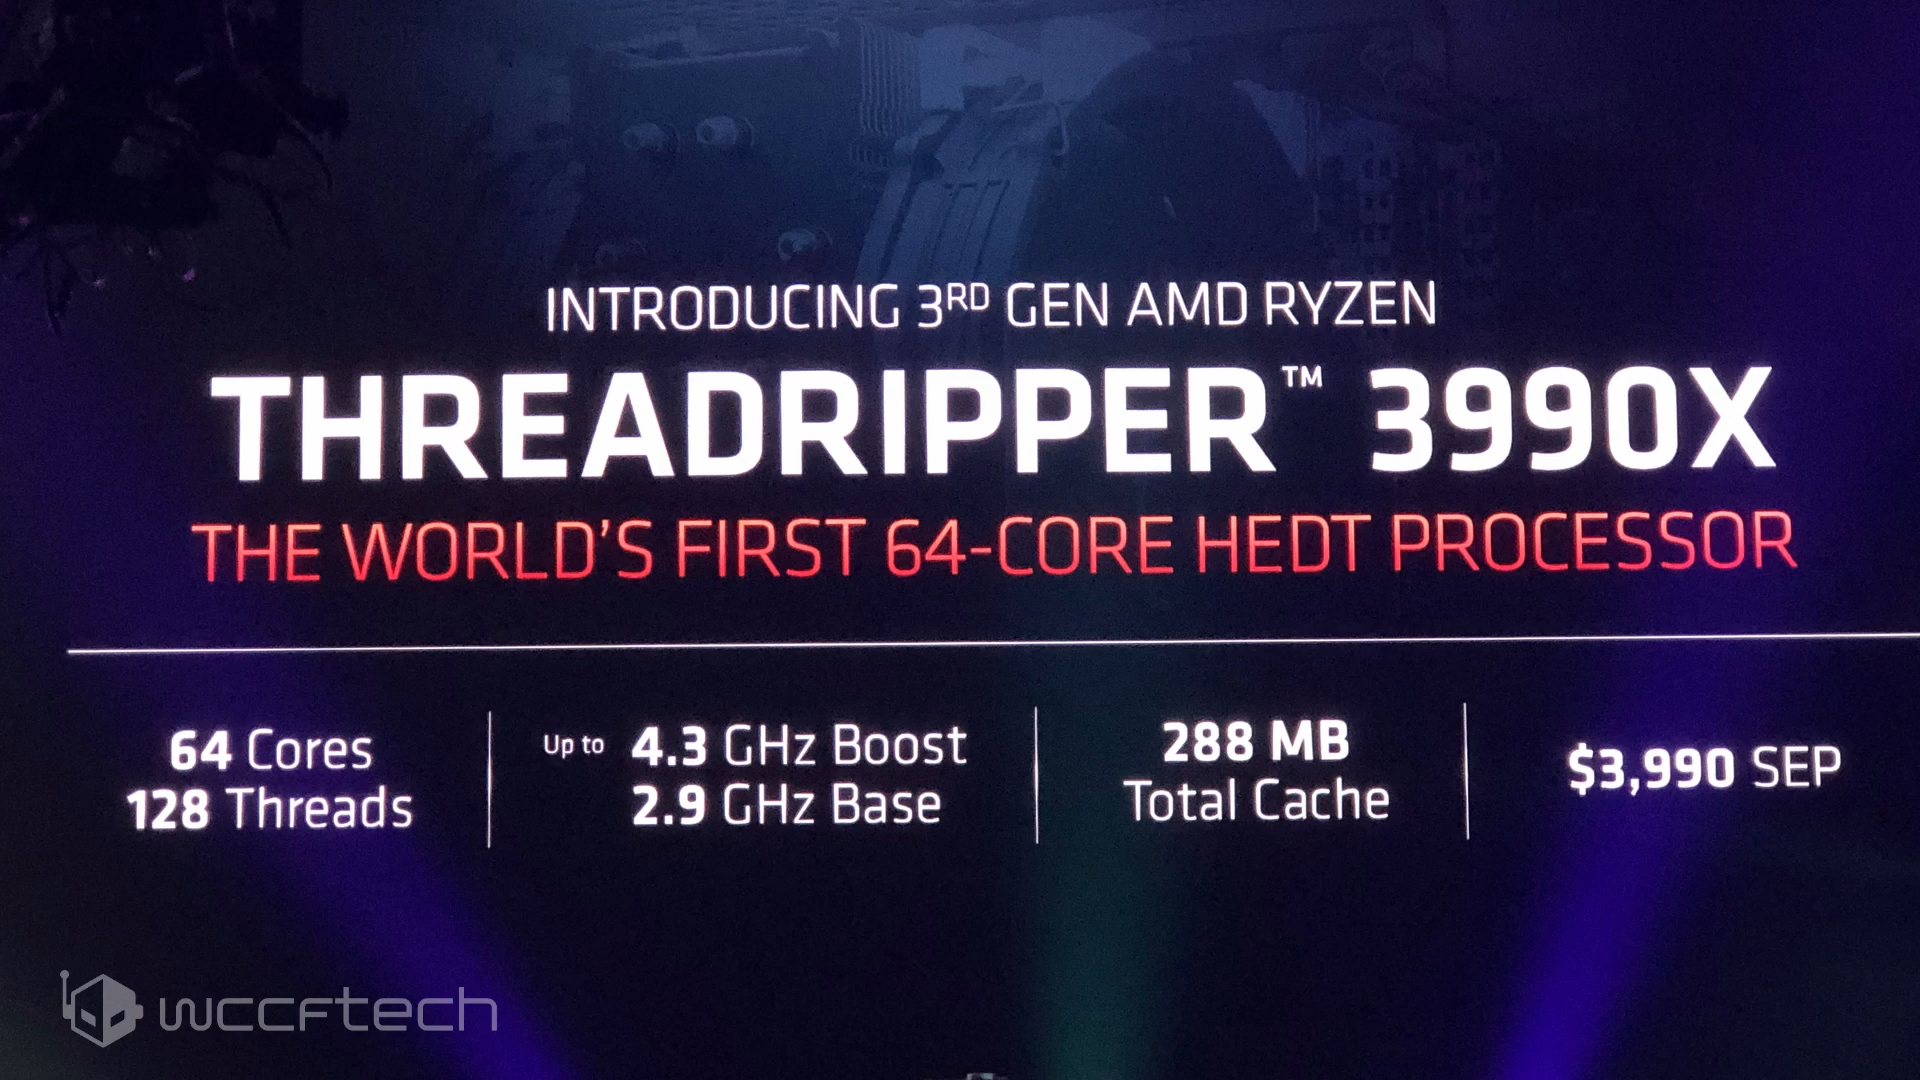 INTRODUCING 3RD GEN AMD RYZEN
THREADRIPPER™ 3990X
THE WORLD'S FIRST 64-CORE HEDT PROCESSOR
64 Cores
128 Threads
Up to 4.3 GHz Boost
2.9 GHz Base
288 MB
Total Cache
$3,990 SEP
wccftech